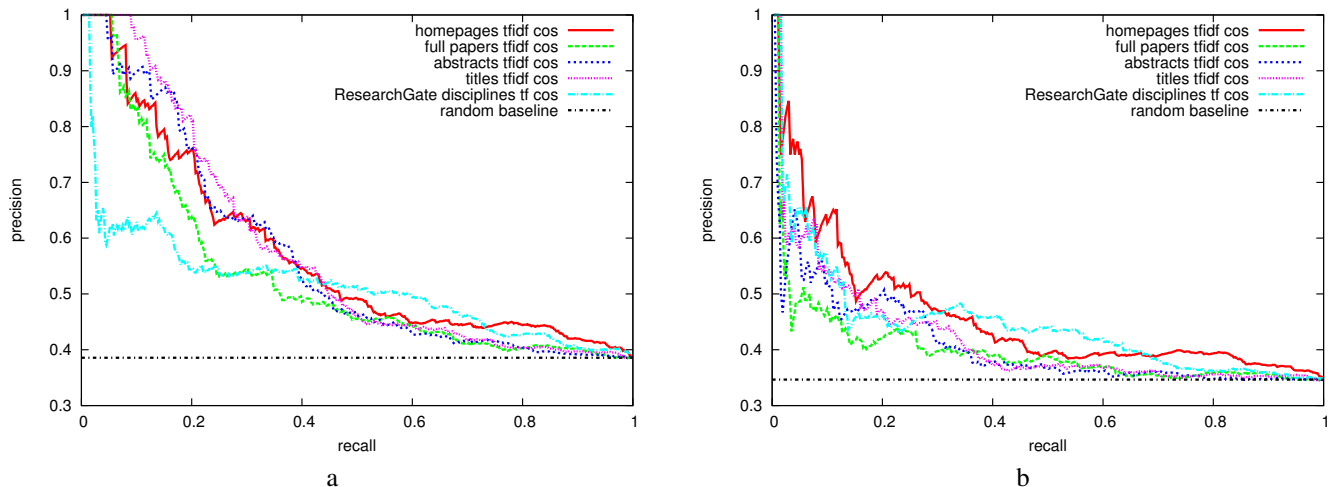 1
0.9
0.8
0.7
0.6
0.5
0.4
0.3
precision
0 0.2 0.4 0.6 0.8 1
recall
homepages tfidf cos
full papers tfidf cos
abstracts tfidf cos
titles tfidf cos
ResearchGate disciplines tf cos
random baseline
a
1
0.9
0.8
0.7
0.6
0.5
0.4
0.3
precision
0 0.2 0.4 0.6 0.8 1
recall
homepages tfidf cos
full papers tfidf cos
abstracts tfidf cos
titles tfidf cos
ResearchGate disciplines tf cos
random baseline
b